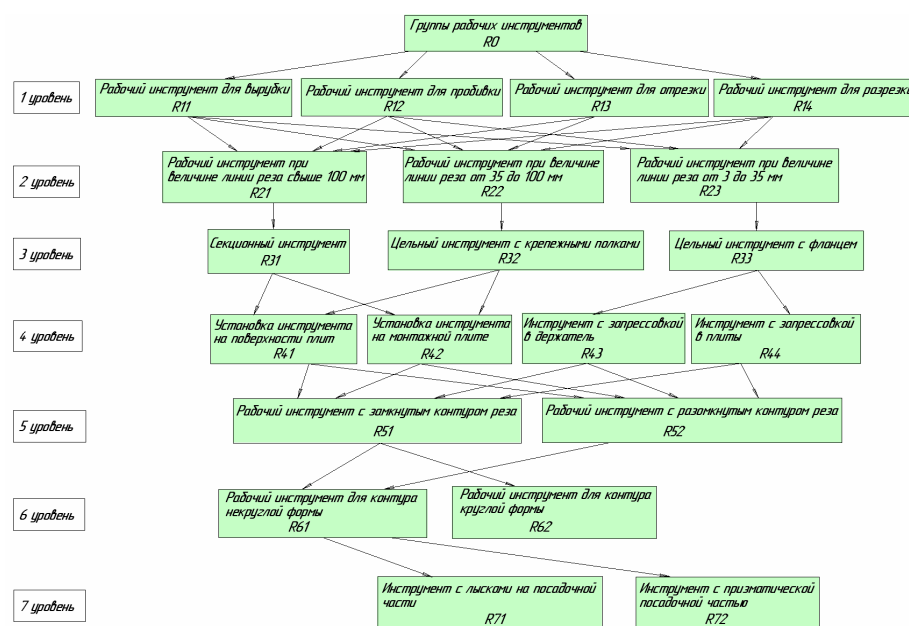 Группы рабочих инструментов
R0
1 уровень
Рабочий инструмент для вырубки
R11
Рабочий инструмент для пробивки
R12
Рабочий инструмент для отрезки
R13
Рабочий инструмент для разрезки
R14
2 уровень
Рабочий инструмент при
величине линии реза свыше 100 мм
R21
Рабочий инструмент при величине
линии реза от 35 до 100 мм
R22
Рабочий инструмент при величине
линии реза от 3 до 35 мм
R23
3 уровень
Секционный инструмент
R31
Цельный инструмент с крепежными полками
R32
Цельный инструмент с фланцем
R33
4 уровень
Установка инструмента
на поверхности плит
R41
Установка инструмента
на монтажной плите
R42
Инструмент с запрессовкой
в держатель
R43
Инструмент с запрессовкой
в плиты
R44
5 уровень
Рабочий инструмент с замкнутым контуром реза
R51
Рабочий инструмент с разомкнутым контуром реза
R52
6 уровень
Рабочий инструмент для контура
некруглой формы
R61
Рабочий инструмент для контура
круглой формы
R62
7 уровень
Инструмент с лысками на посадочной
части
R71
Инструмент с призматической
посадочной частью
R72